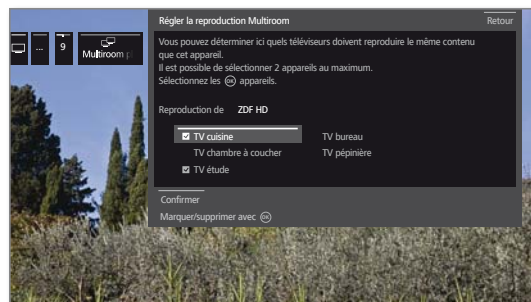 Régler la reproduction Multiroom
Retour
... 9 Multiroom p
Vous pouvez déterminer ici quels téléviseurs doivent reproduire le même contenu
que cet appareil.
Il est possible de sélectionner 2 appareils au maximum.
Sélectionnez les OK appareils.
Reproduction de ZDF HD
TV cuisine
TV bureau
TV chambre à coucher
TV pépinière
TV étude
Confirmer
Marquer/supprimer avec OK